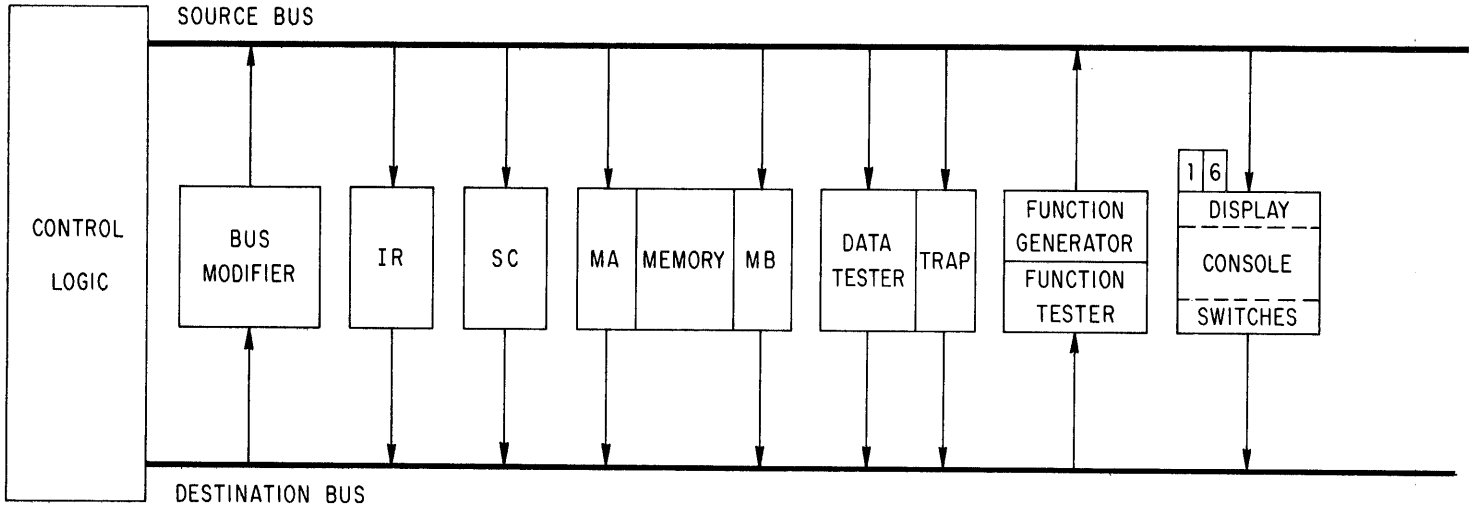 SOURCE BUS
CONTROL
LOGIC
BUS
MODIFIER
IR
SC
MA
MEMORY
MB
DATA
TESTER
TRAP
FUNCTION
GENERATOR
FUNCTION
TESTER
1 6
DISPLAY
CONSOLE
SWITCHES
DESTINATION BUS